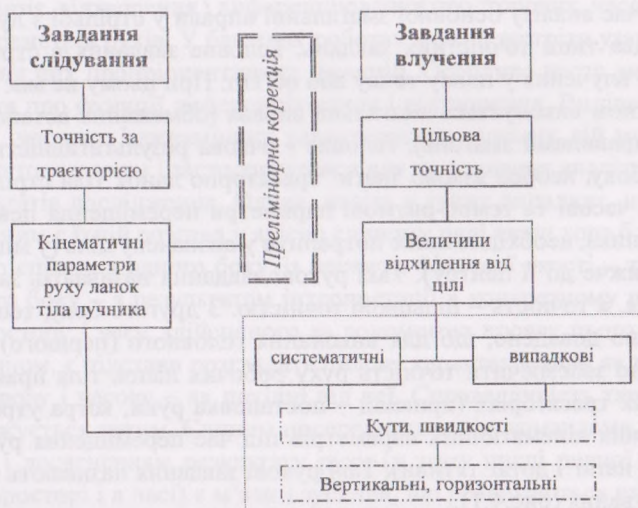 Завдання
слідування
Завдання
влучення
Прелімінарна корекція
Точність за
траєкторією
Цільова
точність
Кінематичні
параметри
руху ланок
тіла лучника
Величини
відхилення від
цілі
систематичні
випадкові
Кути, швидкості
Вертикальні, горизонтальні